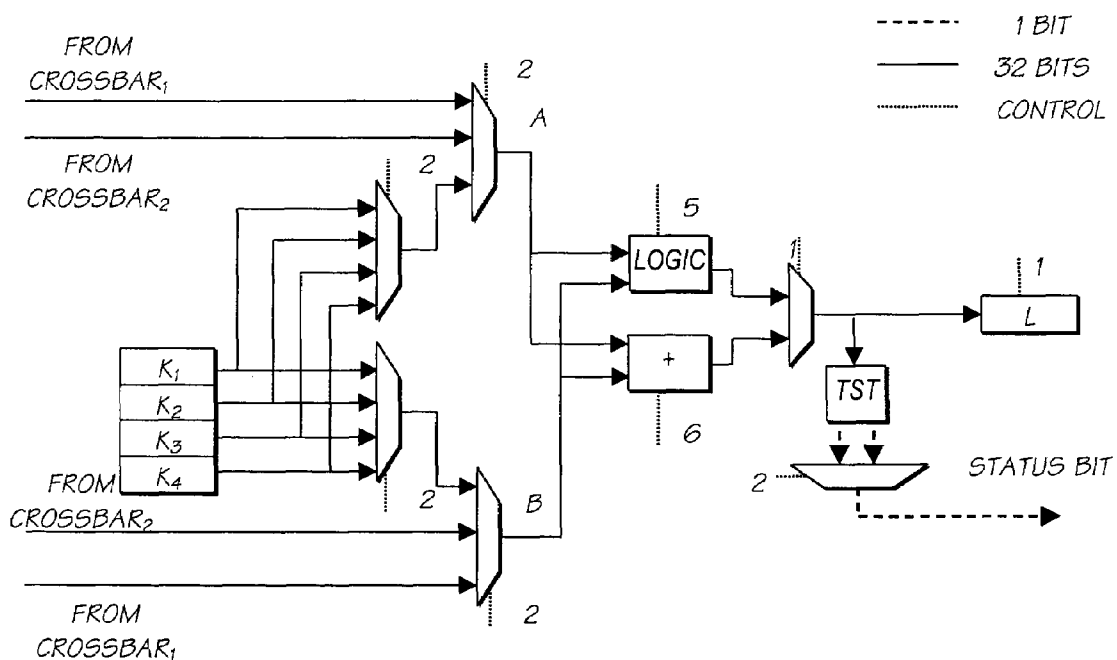 1 BIT
32 BITS
CONTROL
FROM
CROSSBAR₁
2
A
FROM
CROSSBAR₂
2
5
LOGIC
1
1
L
K₁
K₂
K₃
K₄
+
6
TST
2
STATUS BIT
FROM
CROSSBAR₂
2
B
2
FROM
CROSSBAR₁